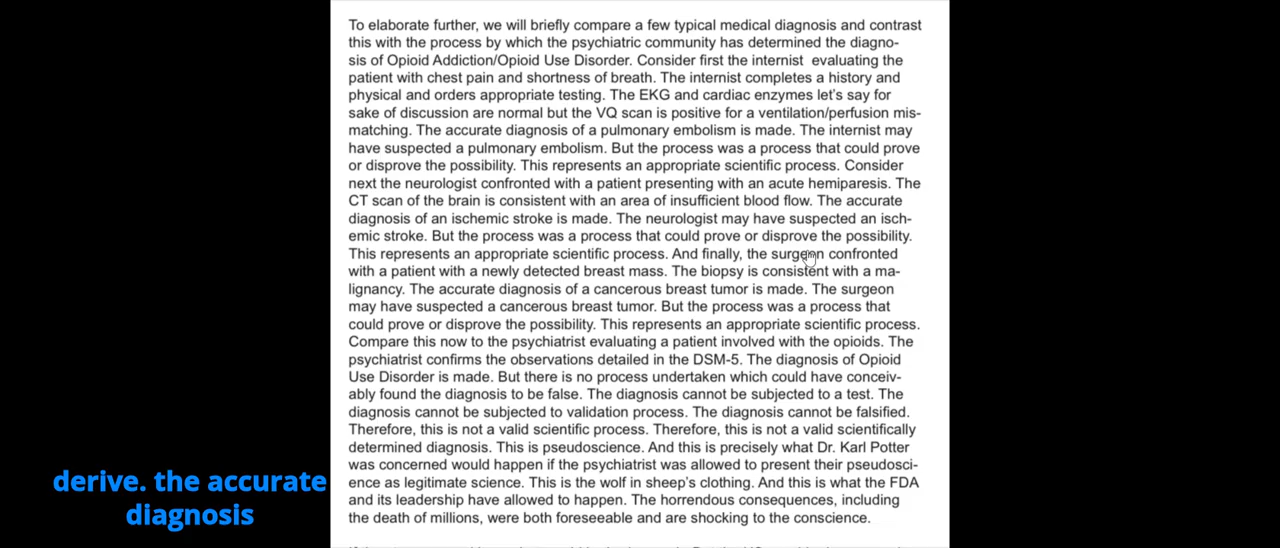 To elaborate further, we will briefly compare a few typical medical diagnosis and contrast
this with the process by which the psychiatric community has determined the diagno-
sis of Opioid Addiction/Opioid Use Disorder. Consider first the internist evaluating the
patient with chest pain and shortness of breath. The internist completes a history and
physical and orders appropriate testing. The EKG and cardiac enzymes let's say for
sake of discussion are normal but the VQ scan is positive for a ventilation/perfusion mis-
matching. The accurate diagnosis of a pulmonary embolism is made. The internist may
have suspected a pulmonary embolism. But the process was a process that could prove
or disprove the possibility. This represents an appropriate scientific process. Consider
next the neurologist confronted with a patient presenting with an acute hemiparesis. The
CT scan of the brain is consistent with an area of insufficient blood flow. The accurate
diagnosis of an ischemic stroke is made. The neurologist may have suspected an isch-
emic stroke. But the process was a process that could prove or disprove the possibility.
This represents an appropriate scientific process. And finally, the surgeon confronted
with a patient with a newly detected breast mass. The biopsy is consistent with a ma-
lignancy. The accurate diagnosis of a cancerous breast tumor is made. The surgeon
may have suspected a cancerous breast tumor. But the process was a process that
could prove or disprove the possibility. This represents an appropriate scientific process.
Compare this now to the psychiatrist evaluating a patient involved with the opioids. The
psychiatrist confirms the observations detailed in the DSM-5. The diagnosis of Opioid
Use Disorder is made. But there is no process undertaken which could have conceiv-
ably found the diagnosis to be false. The diagnosis cannot be subjected to a test. The
diagnosis cannot be subjected to validation process. The diagnosis cannot be falsified.
Therefore, this is not a valid scientific process. Therefore, this is not a valid scientifically
determined diagnosis. This is pseudoscience. And this is precisely what Dr. Karl Potter
was concerned would happen if the psychiatrist was allowed to present their pseudosci-
ence as legitimate science. This is the wolf in sheep's clothing. And this is what the FDA
and its leadership have allowed to happen. The horrendous consequences, including
the death of millions, were both foreseeable and are shocking to the conscience.
derive. the accurate
diagnosis